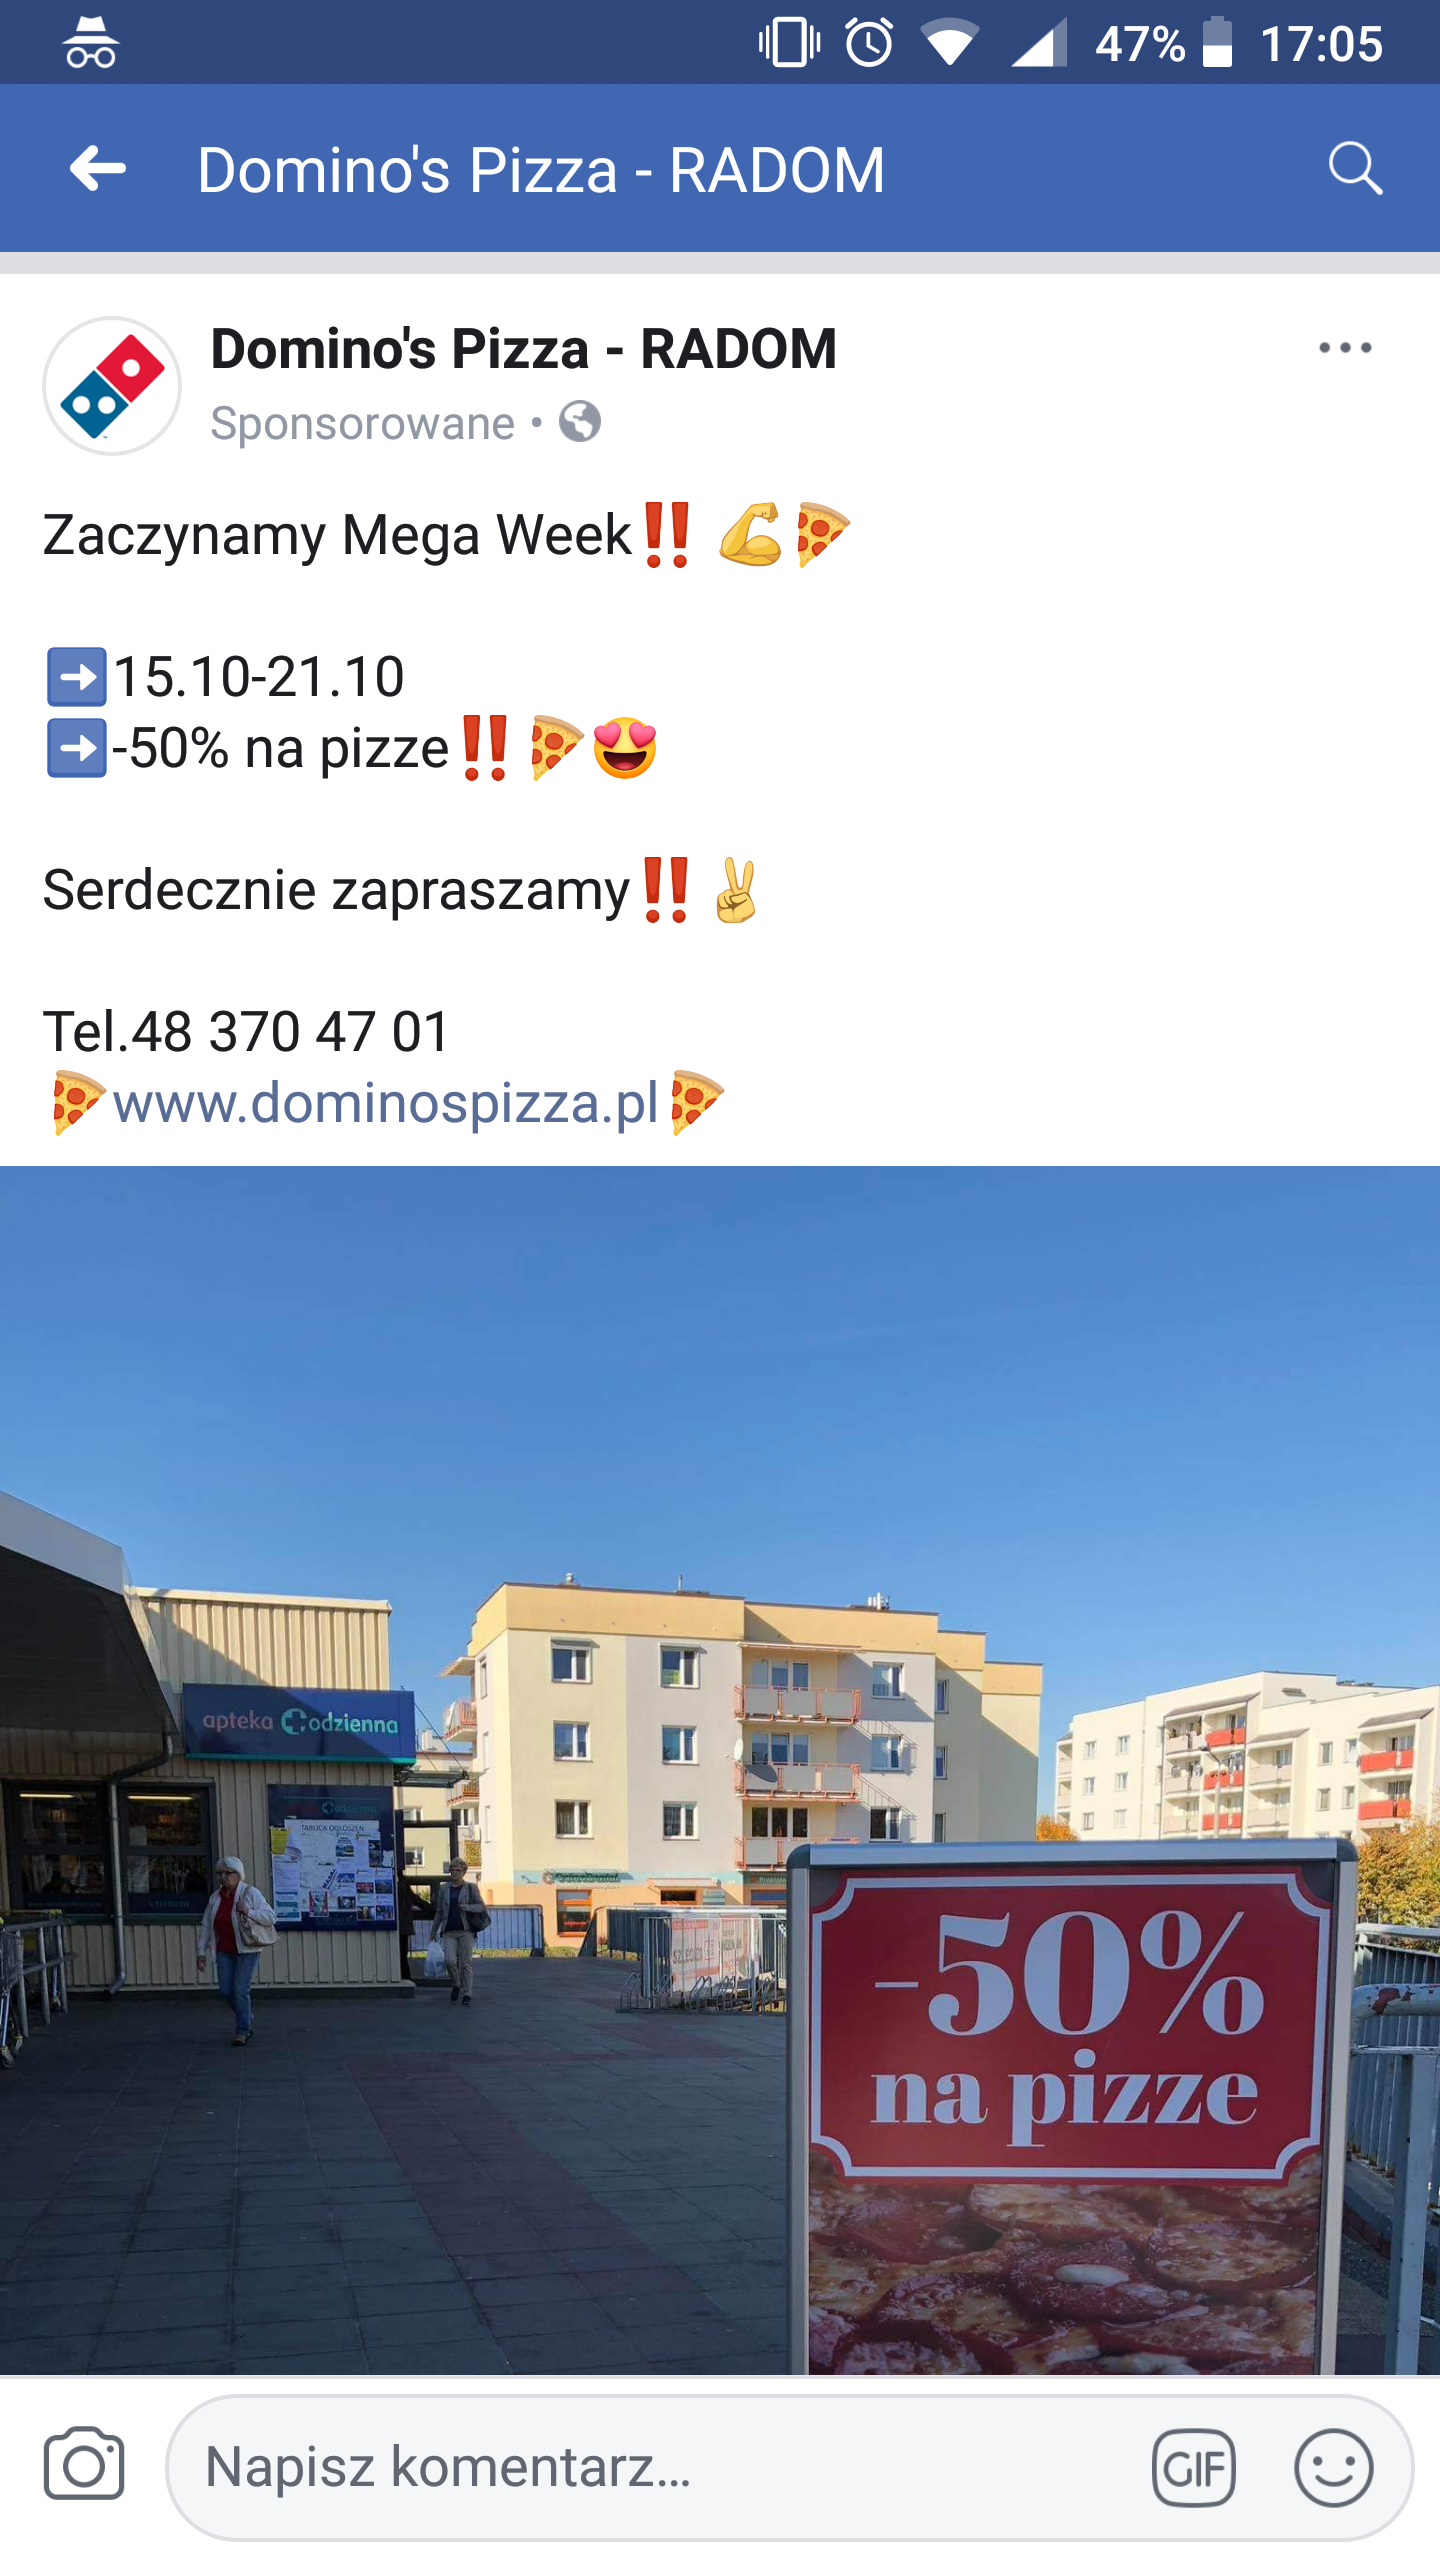 47% 17:05
Domino's Pizza - RADOM
Domino's Pizza - RADOM
Sponsorowane •
Zaczynamy Mega Week‼️ 💪🍕
➡️15.10-21.10
➡️-50% na pizze‼️🍕😍
Serdecznie zapraszamy‼️✌️
Tel.48 370 47 01
🍕www.dominospizza.pl🍕
apteka Codzienna
Codzienna
TABLICA OGŁOSZEŃ
-50%
na pizze
Napisz komentarz...
GIF